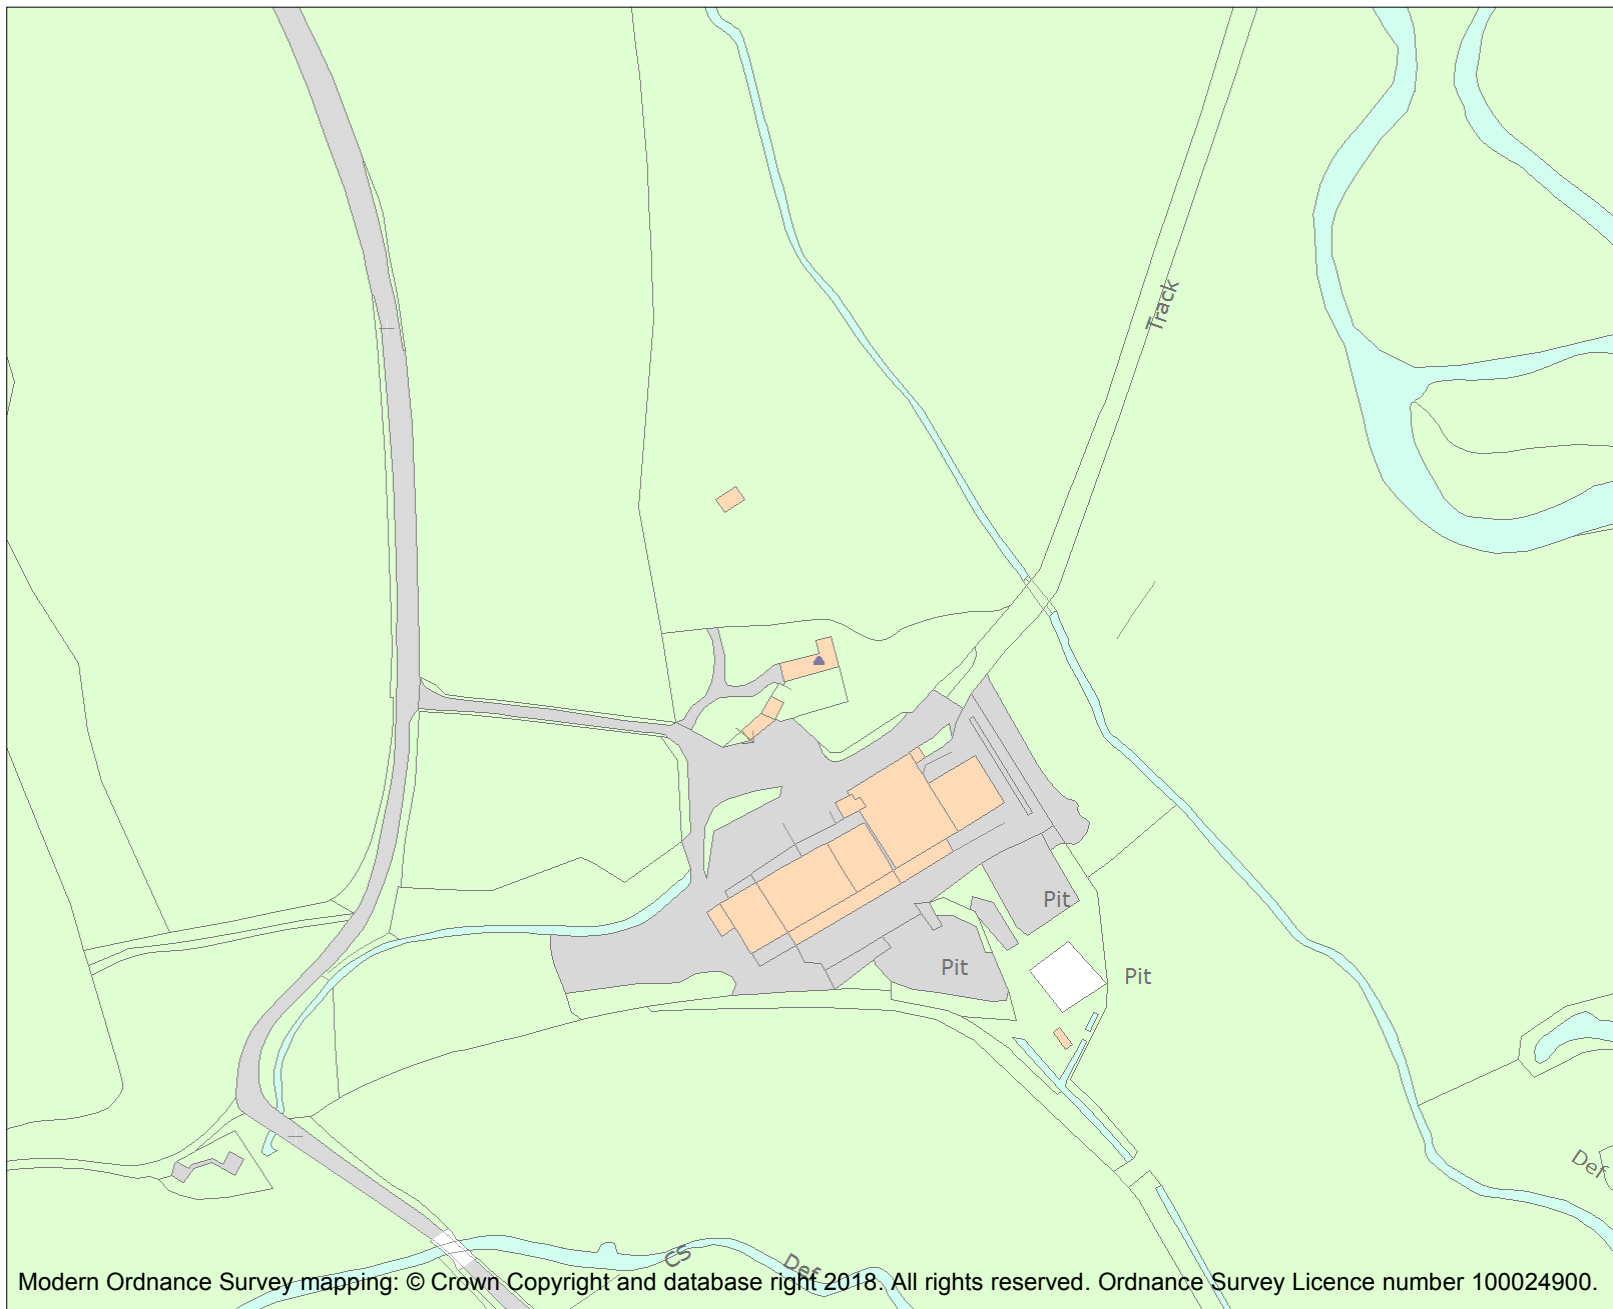 Track
Pit
Pit
Pit
Def
CS
Def
Modern Ordnance Survey mapping: © Crown Copyright and database right 2018. All rights reserved. Ordnance Survey Licence number 100024900.